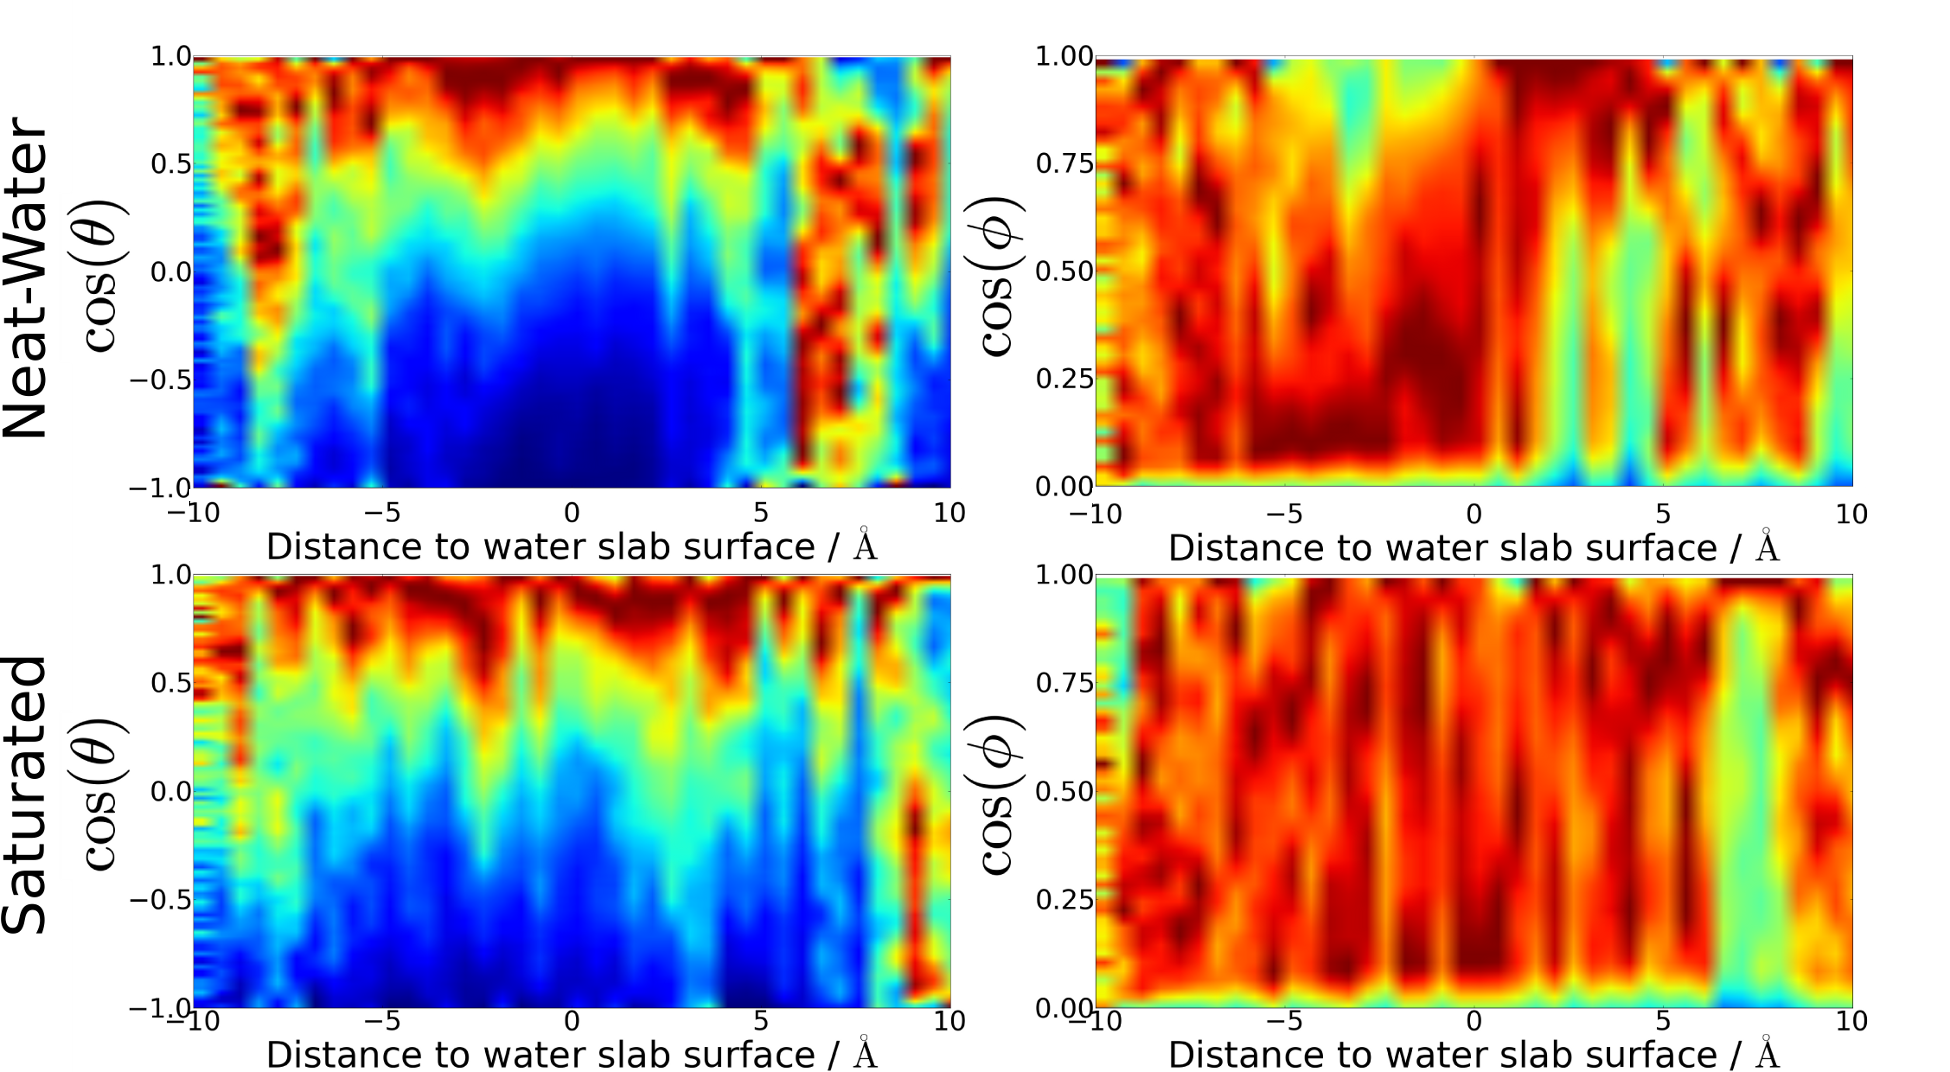 Neat-Water
1.0
0.5
0.0
−0.5
−1.0
cos(θ)
−10 −5 0 5 10
Distance to water slab surface / Å
1.00
0.75
0.50
0.25
0.00
cos(ϕ)
−10 −5 0 5 10
Distance to water slab surface / Å
Saturated
1.0
0.5
0.0
−0.5
−1.0
cos(θ)
−10 −5 0 5 10
Distance to water slab surface / Å
1.00
0.75
0.50
0.25
0.00
cos(ϕ)
−10 −5 0 5 10
Distance to water slab surface / Å